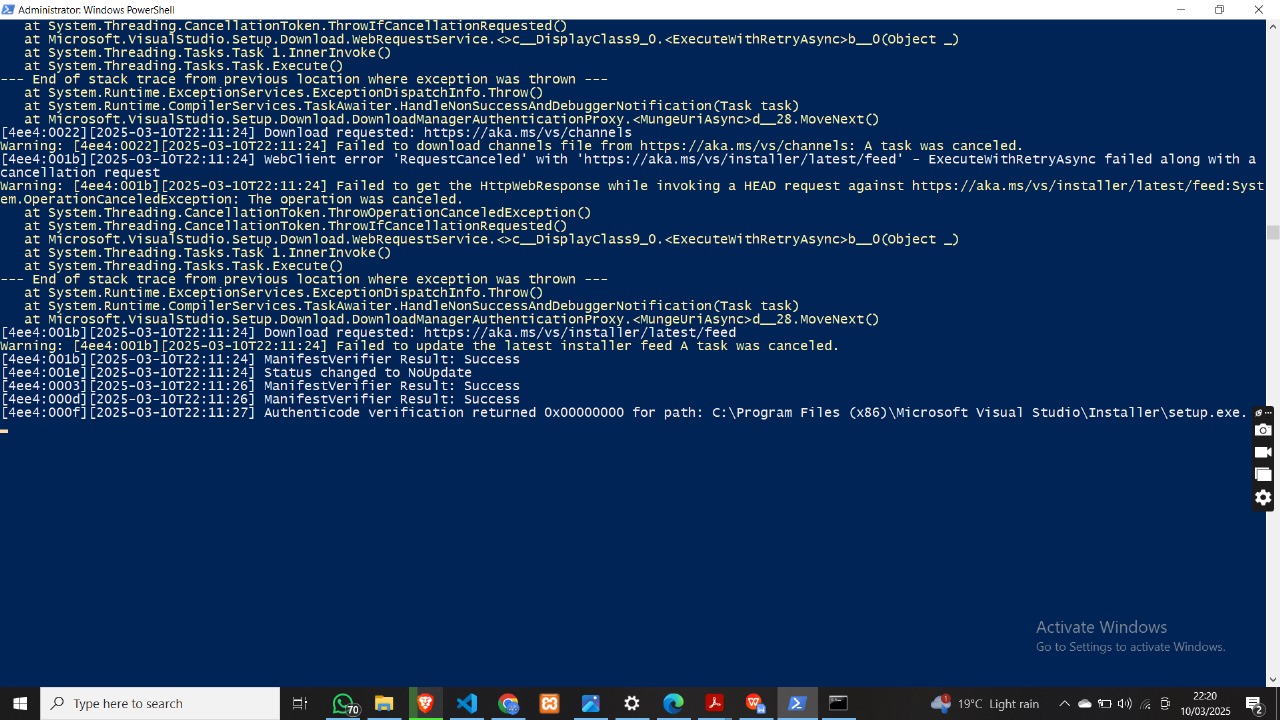 Administrator: Windows PowerShell
   at System.Threading.CancellationToken.ThrowIfCancellationRequested()
   at Microsoft.VisualStudio.Setup.Download.WebRequestService.<>c__DisplayClass9_0.<ExecuteWithRetryAsync>b__0(Object _)
   at System.Threading.Tasks.Task`1.InnerInvoke()
   at System.Threading.Tasks.Task.Execute()
--- End of stack trace from previous location where exception was thrown ---
   at System.Runtime.ExceptionServices.ExceptionDispatchInfo.Throw()
   at System.Runtime.CompilerServices.TaskAwaiter.HandleNonSuccessAndDebuggerNotification(Task task)
   at Microsoft.VisualStudio.Setup.Download.DownloadManagerAuthenticationProxy.<MungeUriAsync>d__28.MoveNext()
[4ee4:0022][2025-03-10T22:11:24] Download requested: https://aka.ms/vs/channels
Warning: [4ee4:0022][2025-03-10T22:11:24] Failed to download channels file from https://aka.ms/vs/channels: A task was canceled.
[4ee4:001b][2025-03-10T22:11:24] WebClient error 'RequestCanceled' with 'https://aka.ms/vs/installer/latest/feed' - ExecuteWithRetryAsync failed along with a
cancellation request
Warning: [4ee4:001b][2025-03-10T22:11:24] Failed to get the HttpWebResponse while invoking a HEAD request against https://aka.ms/vs/installer/latest/feed:Syst
em.OperationCanceledException: The operation was canceled.
   at System.Threading.CancellationToken.ThrowOperationCanceledException()
   at System.Threading.CancellationToken.ThrowIfCancellationRequested()
   at Microsoft.VisualStudio.Setup.Download.WebRequestService.<>c__DisplayClass9_0.<ExecuteWithRetryAsync>b__0(Object _)
   at System.Threading.Tasks.Task`1.InnerInvoke()
   at System.Threading.Tasks.Task.Execute()
--- End of stack trace from previous location where exception was thrown ---
   at System.Runtime.ExceptionServices.ExceptionDispatchInfo.Throw()
   at System.Runtime.CompilerServices.TaskAwaiter.HandleNonSuccessAndDebuggerNotification(Task task)
   at Microsoft.VisualStudio.Setup.Download.DownloadManagerAuthenticationProxy.<MungeUriAsync>d__28.MoveNext()
[4ee4:001b][2025-03-10T22:11:24] Download requested: https://aka.ms/vs/installer/latest/feed
Warning: [4ee4:001b][2025-03-10T22:11:24] Failed to update the latest installer feed A task was canceled.
[4ee4:001b][2025-03-10T22:11:24] ManifestVerifier Result: Success
[4ee4:001e][2025-03-10T22:11:24] Status changed to NoUpdate
[4ee4:0003][2025-03-10T22:11:26] ManifestVerifier Result: Success
[4ee4:000d][2025-03-10T22:11:26] ManifestVerifier Result: Success
[4ee4:000f][2025-03-10T22:11:27] Authenticode verification returned 0x00000000 for path: C:\Program Files (x86)\Microsoft Visual Studio\Installer\setup.exe.
Activate Windows
Go to Settings to activate Windows.
Type here to search
70
1
19°C Light rain
22:20
10/03/2025
2